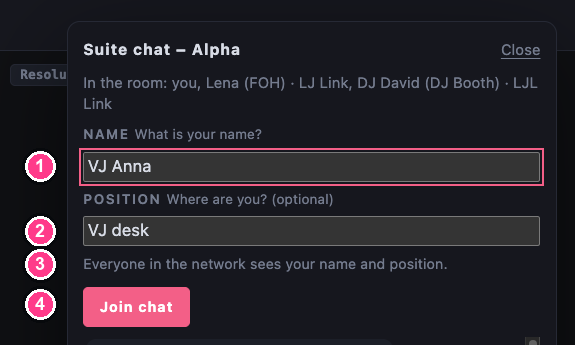 Suite chat – Alpha
Close
Resolu
In the room: you, Lena (FOH) · LJ Link, DJ David (DJ Booth) · LJL
Link
NAME What is your name?
1
VJ Anna
POSITION Where are you? (optional)
2
VJ desk
3
Everyone in the network sees your name and position.
4
Join chat